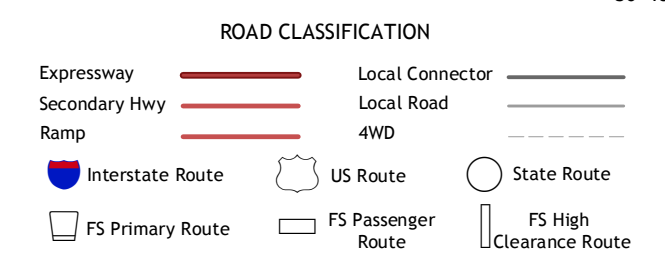 ROAD CLASSIFICATION
Expressway
Local Connector
Secondary Hwy
Local Road
Ramp
4WD
Interstate Route
US Route
State Route
FS Primary Route
FS Passenger
Route
FS High
Clearance Route